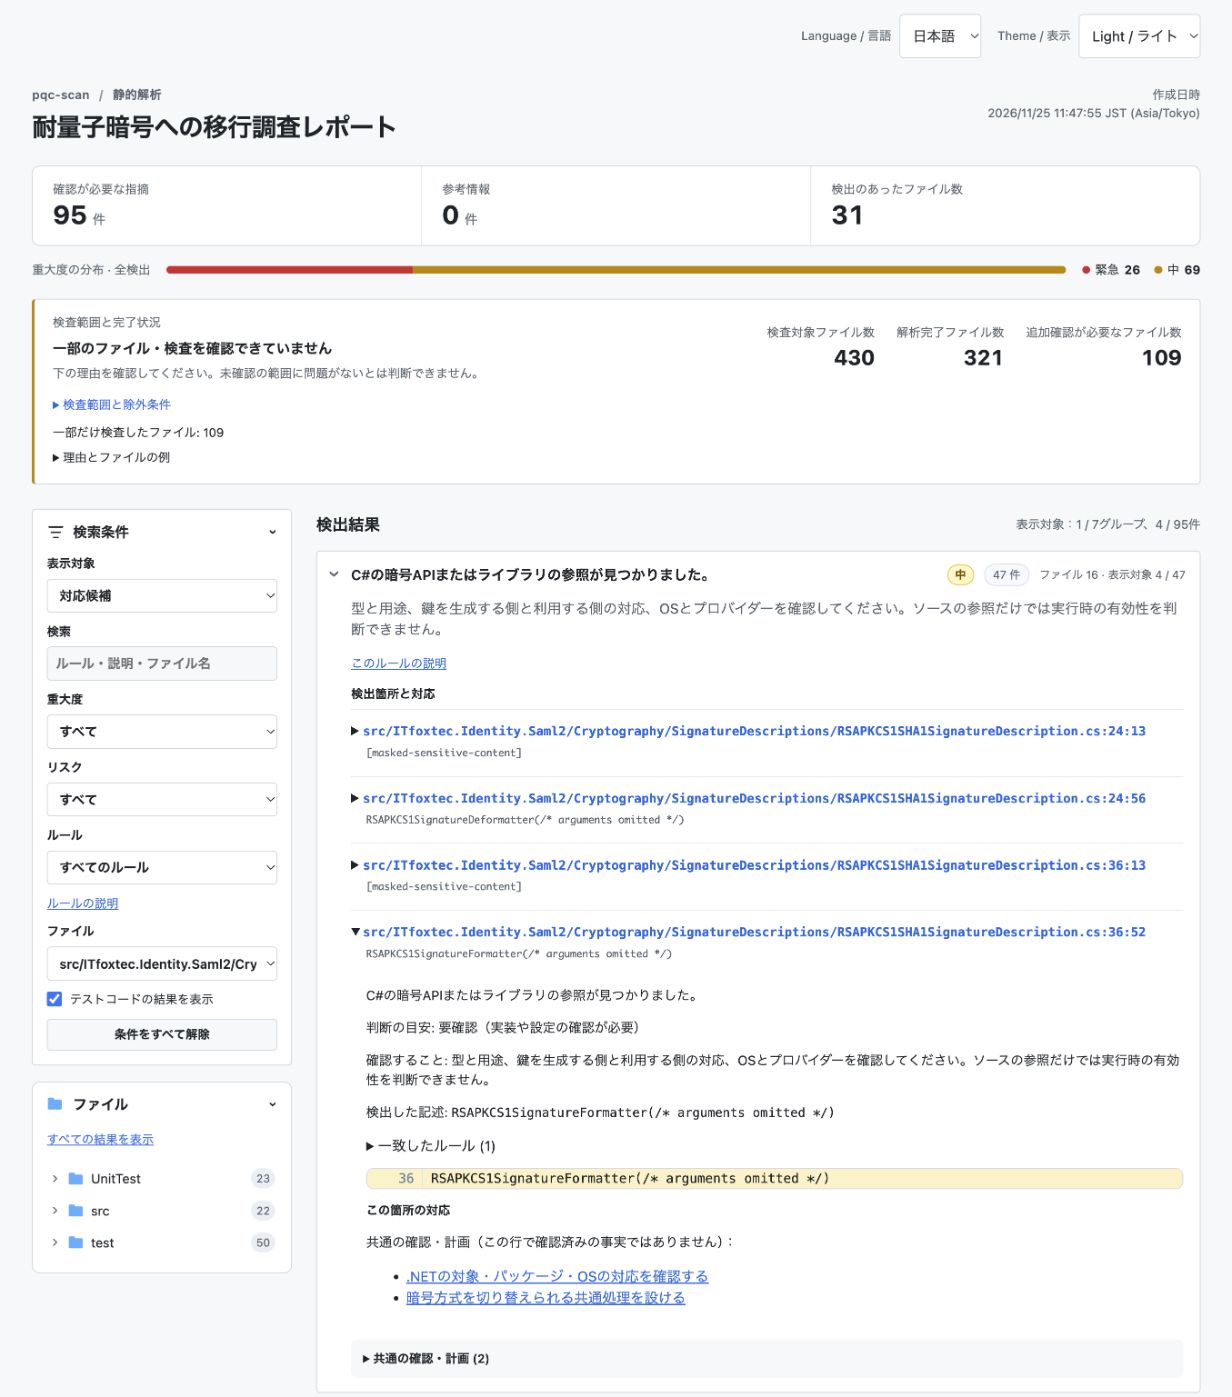 Language / 言語 日本語 Theme / 表示 Light / ライト
pqc-scan / 静的解析
作成日時
2026/11/25 11:47:55 JST (Asia/Tokyo)
耐量子暗号への移行調査レポート
確認が必要な指摘
95 件
参考情報
0 件
検出のあったファイル数
31
重大度の分布 · 全検出 緊急 26 中 69
検査範囲と完了状況
一部のファイル・検査を確認できていません
下の理由を確認してください。未確認の範囲に問題がないとは判断できません。
検査対象ファイル数
430
解析完了ファイル数
321
追加確認が必要なファイル数
109
検査範囲と除外条件
一部だけ検査したファイル: 109
理由とファイルの例
検索条件
表示対象
対応候補
検索
ルール・説明・ファイル名
重大度
すべて
リスク
すべて
ルール
すべてのルール
ルールの説明
ファイル
src/ITfoxtec.Identity.Saml2/Cry
テストコードの結果を表示
条件をすべて解除
ファイル
すべての結果を表示
UnitTest 23
src 22
test 50
検出結果
表示対象：1 / 7グループ、4 / 95件
C#の暗号APIまたはライブラリの参照が見つかりました。 中 47 件 ファイル 16 · 表示対象 4 / 47
型と用途、鍵を生成する側と利用する側の対応、OSとプロバイダーを確認してください。ソースの参照だけでは実行時の有効性を判
断できません。
このルールの説明
検出箇所と対応
src/ITfoxtec.Identity.Saml2/Cryptography/SignatureDescriptions/RSAPKCS1SHA1SignatureDescription.cs:24:13
[masked-sensitive-content]
src/ITfoxtec.Identity.Saml2/Cryptography/SignatureDescriptions/RSAPKCS1SHA1SignatureDescription.cs:24:56
RSAPKCS1SignatureDeformatter(/* arguments omitted */)
src/ITfoxtec.Identity.Saml2/Cryptography/SignatureDescriptions/RSAPKCS1SHA1SignatureDescription.cs:36:13
[masked-sensitive-content]
src/ITfoxtec.Identity.Saml2/Cryptography/SignatureDescriptions/RSAPKCS1SHA1SignatureDescription.cs:36:52
RSAPKCS1SignatureFormatter(/* arguments omitted */)
C#の暗号APIまたはライブラリの参照が見つかりました。
判断の目安: 要確認（実装や設定の確認が必要）
確認すること: 型と用途、鍵を生成する側と利用する側の対応、OSとプロバイダーを確認してください。ソースの参照だけでは実行時の有効
性を判断できません。
検出した記述: RSAPKCS1SignatureFormatter(/* arguments omitted */)
一致したルール (1)
36 RSAPKCS1SignatureFormatter(/* arguments omitted */)
この箇所の対応
共通の確認・計画（この行で確認済みの事実ではありません）:
• .NETの対象・パッケージ・OSの対応を確認する
• 暗号方式を切り替えられる共通処理を設ける
共通の確認・計画 (2)